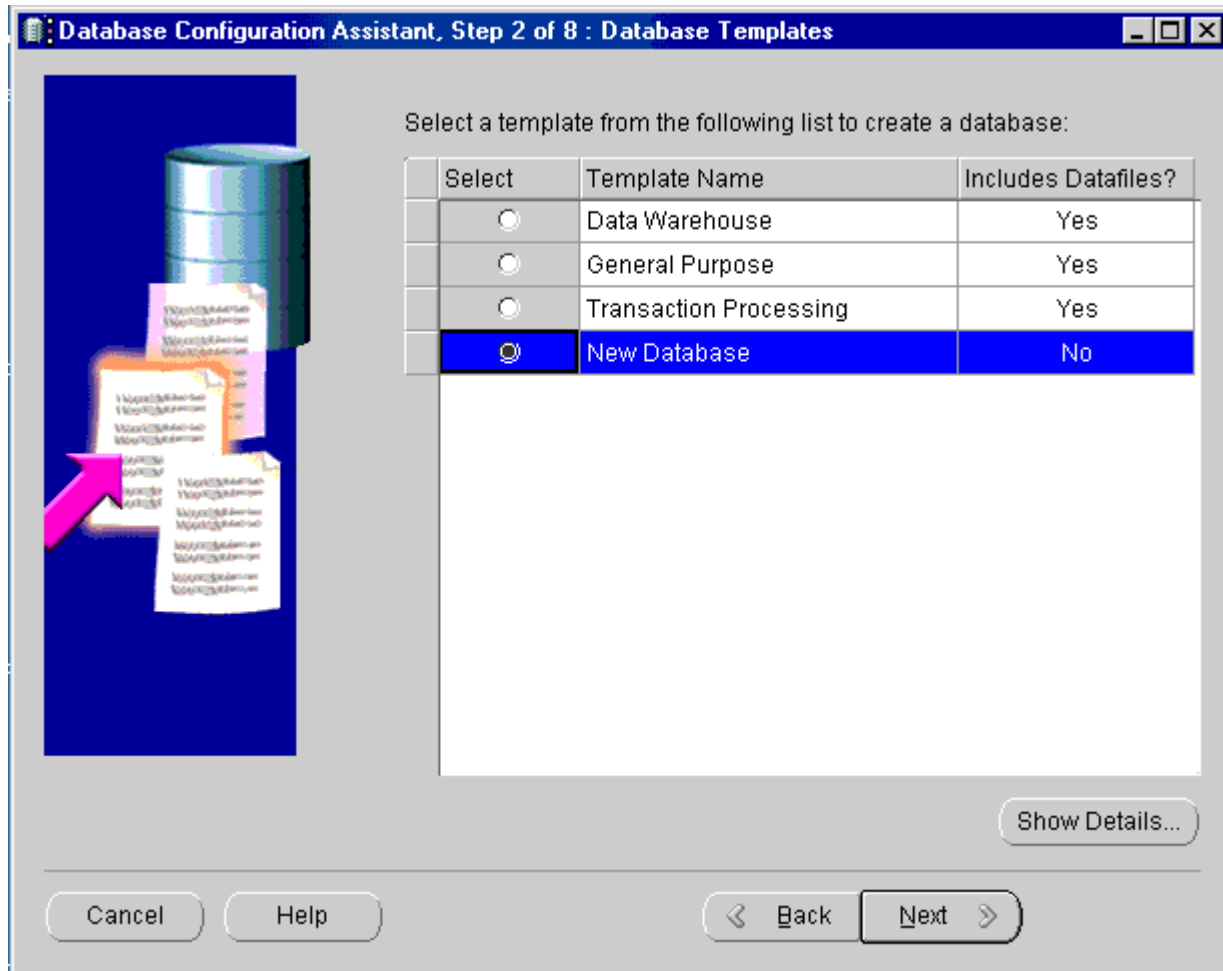 Database Configuration Assistant, Step 2 of 8 : Database Templates
Select a template from the following list to create a database:
Select Template Name Includes Datafiles?
Data Warehouse Yes
General Purpose Yes
Transaction Processing Yes
New Database No
Show Details...
Cancel Help Back Next